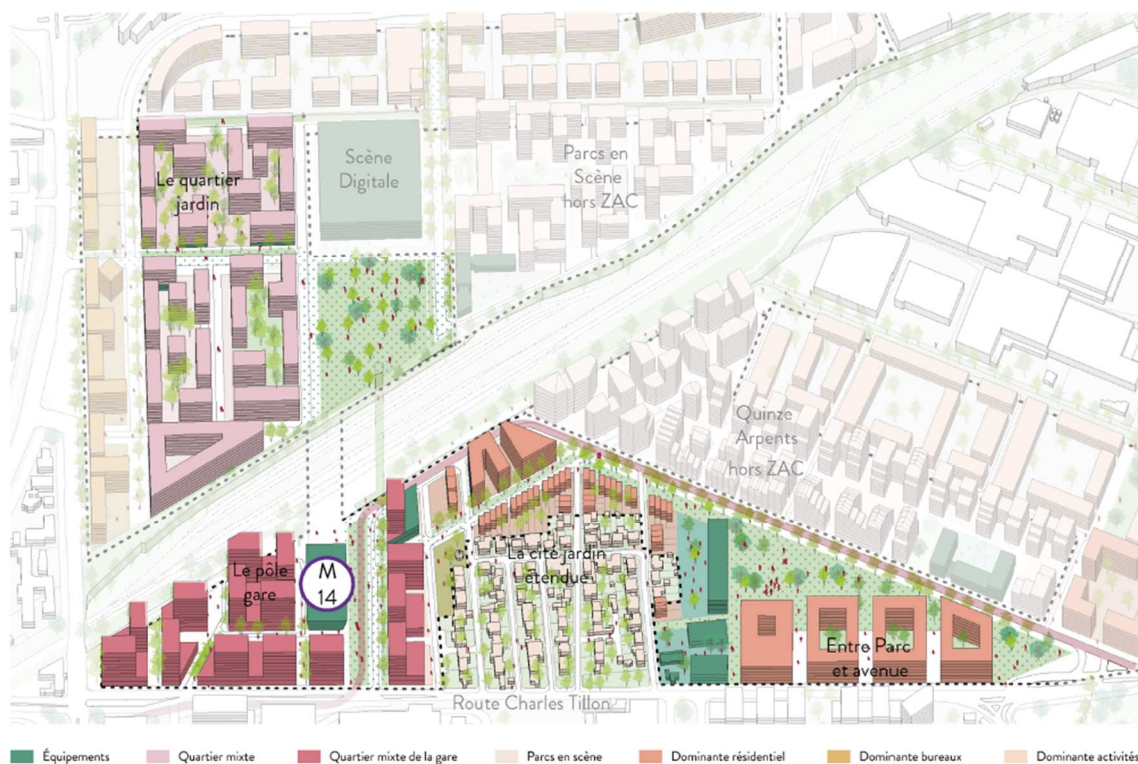 Scène
Digitale
Parcs en
Scène
hors ZAC
Le quartier
jardin
Quinze
Arpents
hors ZAC
La cité jardin
étendue
Le pôle
gare
M
14
Entre Parc
et avenue
Route Charles Tillon
Équipements
Quartier mixte
Quartier mixte de la gare
Parcs en scène
Dominante résidentiel
Dominante bureaux
Dominante activités